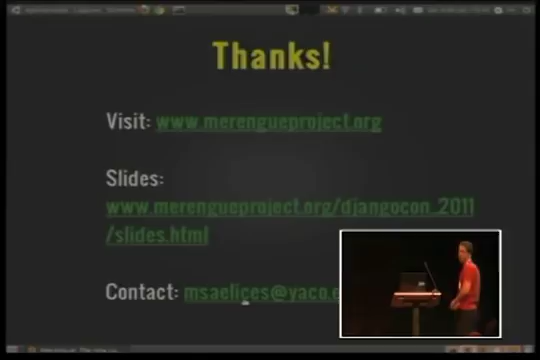 Thanks!
Visit: www.merengueproject.org
Slides:
www.merengueproject.org/djangocon_2011
/slides.html
Contact: msaelices@yaco.e